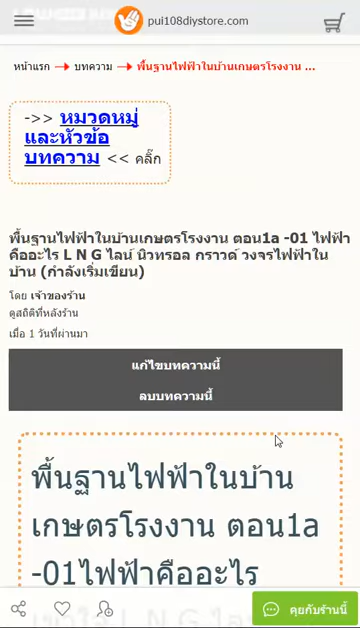 pui108diystore.com
หน้าแรก บทความ พื้นฐานไฟฟ้าในบ้านเกษตรโรงงาน ...
->> หมวดหมู่
และหัวข้อ
บทความ << คลิ๊ก
พื้นฐานไฟฟ้าในบ้านเกษตรโรงงาน ตอน1a -01 ไฟฟ้า
คืออะไร L N G ไลน์ นิวทรอล กราวด์ วงจรไฟฟ้าใน
บ้าน (กำลังเริ่มเขียน)
โดย เจ้าของร้าน
ดูสถิติที่หลังร้าน
เมื่อ 1 วันที่ผ่านมา
แก้ไขบทความนี้
ลบบทความนี้
พื้นฐานไฟฟ้าในบ้าน
เกษตรโรงงาน ตอน1a
-01ไฟฟ้าคืออะไร
คุยกับร้านนี้